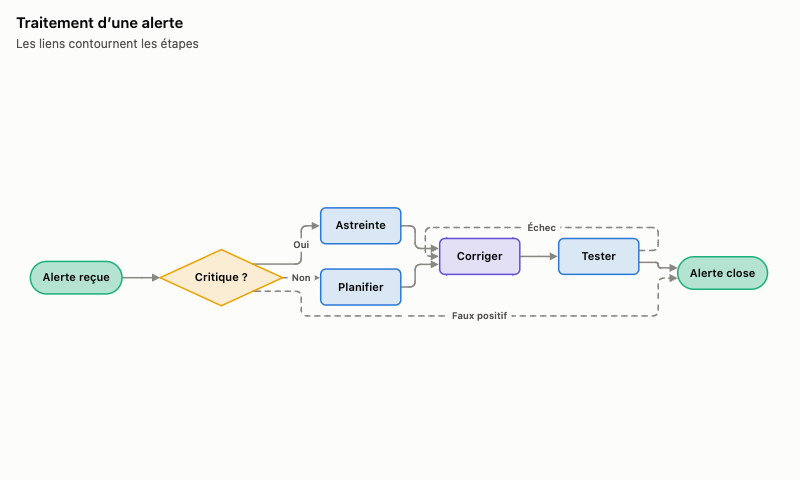 Traitement d’une alerte
Les liens contournent les étapes
Alerte reçue
Critique ?
Oui
Non
Astreinte
Planifier
Échec
Corriger
Tester
Faux positif
Alerte close